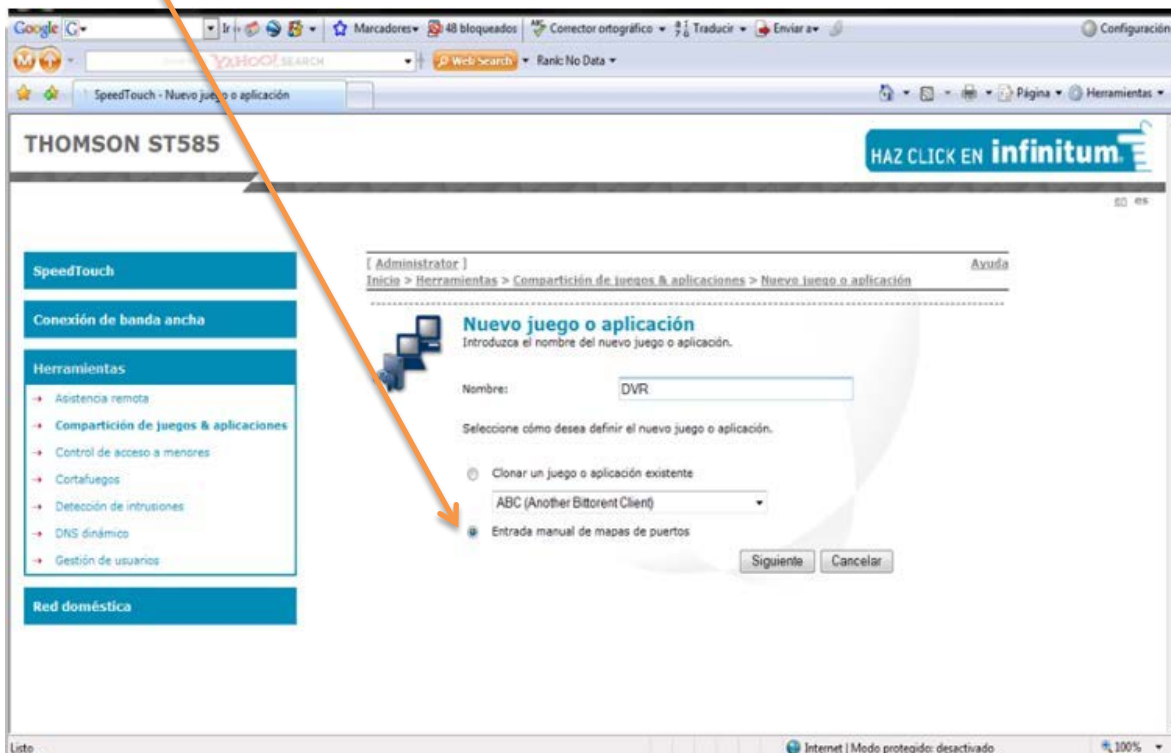 Google G Ir Marcadores 48 bloqueados Corrector ortográfico Traducir Enviar a Configuración
YAHOO! SEARCH Web Search Rank: No Data
SpeedTouch - Nuevo juego o aplicación Página Herramientas
THOMSON ST585
HAZ CLICK EN infinitum.
en es
SpeedTouch
Conexión de banda ancha
Herramientas
Asistencia remota
Compartición de juegos & aplicaciones
Control de acceso a menores
Cortafuegos
Detección de intrusiones
DNS dinámico
Gestión de usuarios
Red doméstica
[ Administrator ] Ayuda
Inicio > Herramientas > Compartición de juegos & aplicaciones > Nuevo juego o aplicación
Nuevo juego o aplicación
Introduzca el nombre del nuevo juego o aplicación.
Nombre: DVR
Seleccione cómo desea definir el nuevo juego o aplicación.
Clonar un juego o aplicación existente
ABC (Another Bittorent Client)
Entrada manual de mapas de puertos
Siguiente Cancelar
Listo Internet | Modo protegido: desactivado 100%